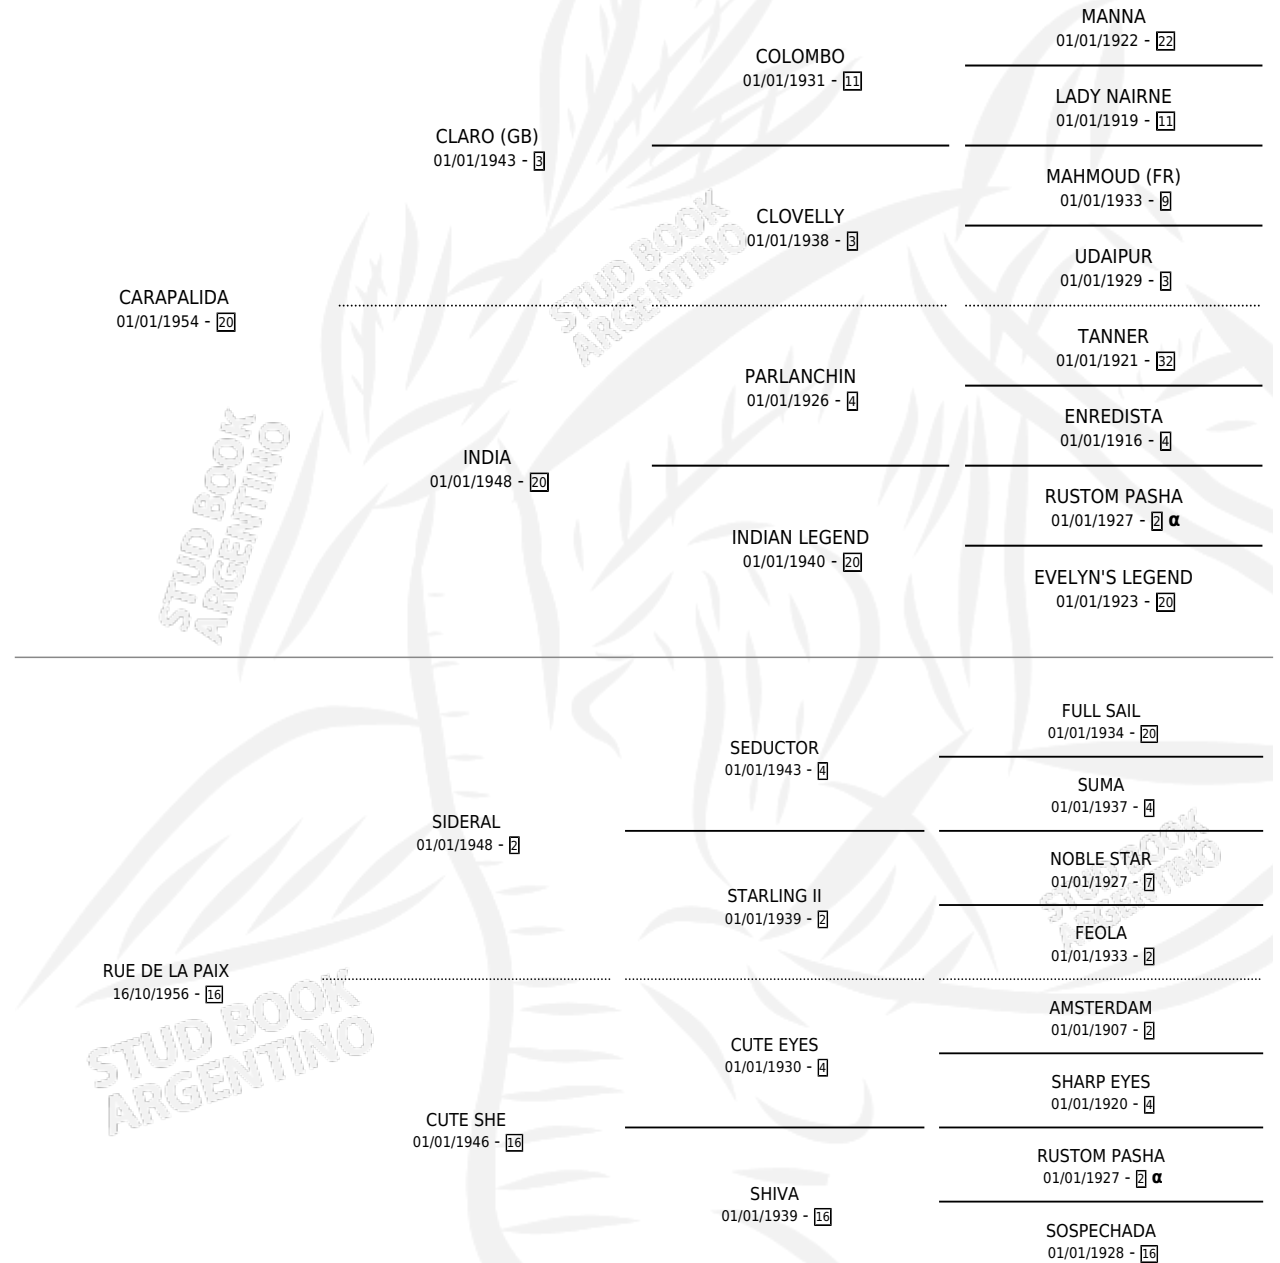 MANNA
01/01/1922 - 22
COLOMBO
01/01/1931 - 11
LADY NAIRNE
01/01/1919 - 11
CLARO (GB)
01/01/1943 - 3
MAHMOUD (FR)
01/01/1933 - 9
CLOVELLY
01/01/1938 - 3
UDAIPUR
01/01/1929 - 3
CARAPALIDA
01/01/1954 - 20
TANNER
01/01/1921 - 32
PARLANCHIN
01/01/1926 - 4
ENREDISTA
01/01/1916 - 4
INDIA
01/01/1948 - 20
RUSTOM PASHA
01/01/1927 - 2 α
INDIAN LEGEND
01/01/1940 - 20
EVELYN'S LEGEND
01/01/1923 - 20
FULL SAIL
01/01/1934 - 20
SEDUCTOR
01/01/1943 - 4
SUMA
01/01/1937 - 4
SIDERAL
01/01/1948 - 2
NOBLE STAR
01/01/1927 - 7
STARLING II
01/01/1939 - 2
FEOLA
01/01/1933 - 2
RUE DE LA PAIX
16/10/1956 - 16
AMSTERDAM
01/01/1907 - 2
CUTE EYES
01/01/1930 - 4
SHARP EYES
01/01/1920 - 4
CUTE SHE
01/01/1946 - 16
RUSTOM PASHA
01/01/1927 - 2 α
SHIVA
01/01/1939 - 16
SOSPECHADA
01/01/1928 - 16
STUD BOOK
ARGENTINO
STUD BOOK
ARGENTINO
STUD BOOK
ARGENTINO
STUD BOOK
ARGENTINO